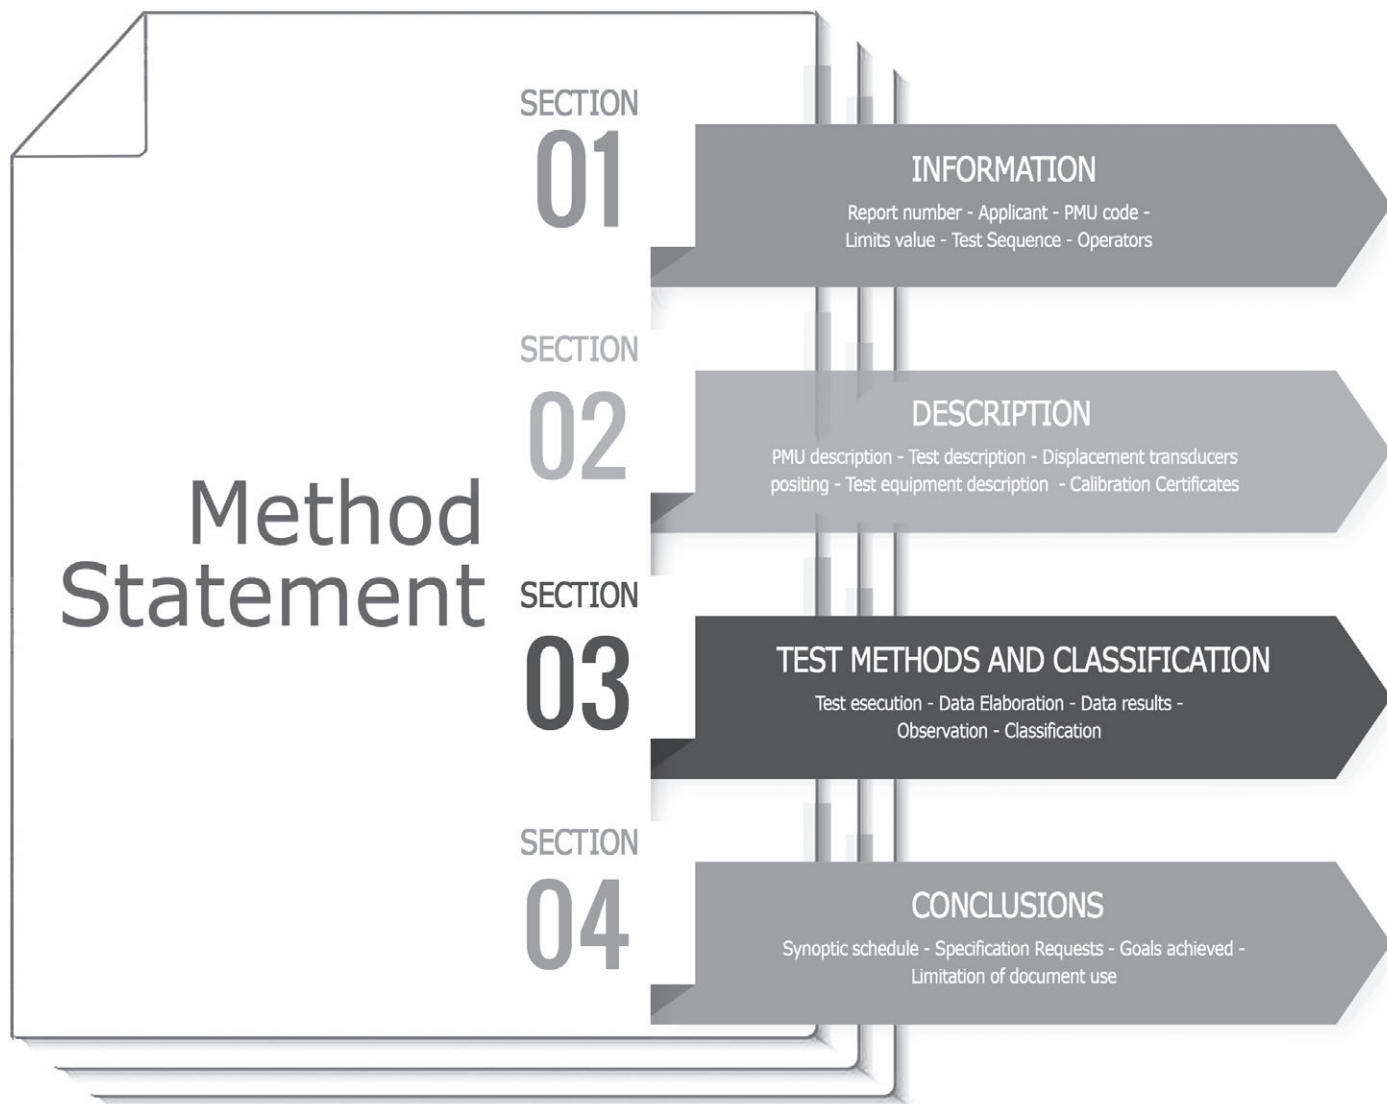 Method
Statement
SECTION
01
INFORMATION
Report number - Applicant - PMU code -
Limits value - Test Sequence - Operators
SECTION
02
DESCRIPTION
PMU description - Test description - Displacement transducers
positing - Test equipment description - Calibration Certificates
SECTION
03
TEST METHODS AND CLASSIFICATION
Test esecution - Data Elaboration - Data results -
Observation - Classification
SECTION
04
CONCLUSIONS
Synoptic schedule - Specification Requests - Goals achieved -
Limitation of document use